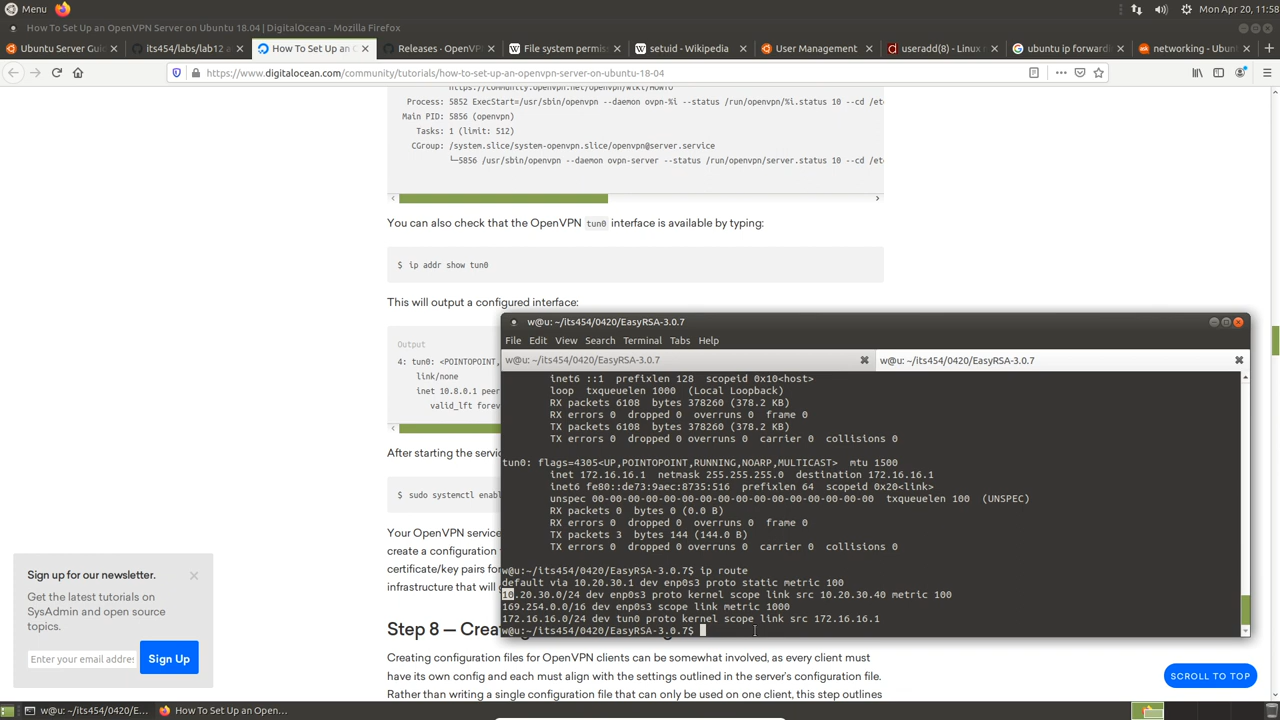 Menu
Mon Apr 20, 11:58
How To Set Up an OpenVPN Server on Ubuntu 18.04 | DigitalOcean - Mozilla Firefox
Ubuntu Server Gui
its454/labs/lab12
How To Set Up an O
Releases - OpenVP
File system permis
setuid - Wikipedia
User Management
useradd(8) - Linux
ubuntu ip forward
networking - Ubunt
https://www.digitalocean.com/community/tutorials/how-to-set-up-an-openvpn-server-on-ubuntu-18-04
https://community.openvpn.net/openvpn/wiki/HOWTO
Process: 5852 ExecStart=/usr/sbin/openvpn --daemon ovpn-%i --status /run/openvpn/%i.status 10 --cd /etc
Main PID: 5856 (openvpn)
Tasks: 1 (limit: 512)
CGroup: /system.slice/system-openvpn.slice/openvpn@server.service
└─5856 /usr/sbin/openvpn --daemon ovpn-server --status /run/openvpn/server.status 10 --cd /etc
You can also check that the OpenVPN tun0 interface is available by typing:
$ ip addr show tun0
This will output a configured interface:
Output
4: tun0: <POINTOPOINT,
link/none
inet 10.8.0.1 peer
valid_lft forev
After starting the servic
$ sudo systemctl enabl
Your OpenVPN service
create a configuration f
certificate/key pairs for
infrastructure that will g
Step 8 — Crea
Creating configuration files for OpenVPN clients can be somewhat involved, as every client must
have its own config and each must align with the settings outlined in the server's configuration file.
Rather than writing a single configuration file that can only be used on one client, this step outlines
Sign up for our newsletter.
Get the latest tutorials on
SysAdmin and open source
topics.
Enter your email addres
Sign Up
SCROLL TO TOP
w@u: ~/its454/0420/EasyRSA-3.0.7
File Edit View Search Terminal Tabs Help
w@u: ~/its454/0420/EasyRSA-3.0.7
w@u: ~/its454/0420/EasyRSA-3.0.7
inet6 ::1 prefixlen 128 scopeid 0x10<host>
loop txqueuelen 1000 (Local Loopback)
RX packets 6108 bytes 378260 (378.2 KB)
RX errors 0 dropped 0 overruns 0 frame 0
TX packets 6108 bytes 378260 (378.2 KB)
TX errors 0 dropped 0 overruns 0 carrier 0 collisions 0
tun0: flags=4305<UP,POINTOPOINT,RUNNING,NOARP,MULTICAST> mtu 1500
inet 172.16.16.1 netmask 255.255.255.0 destination 172.16.16.1
inet6 fe80::de73:9aec:8735:516 prefixlen 64 scopeid 0x20<link>
unspec 00-00-00-00-00-00-00-00-00-00-00-00-00-00-00-00 txqueuelen 100 (UNSPEC)
RX packets 0 bytes 0 (0.0 B)
RX errors 0 dropped 0 overruns 0 frame 0
TX packets 3 bytes 144 (144.0 B)
TX errors 0 dropped 0 overruns 0 carrier 0 collisions 0
w@u:~/its454/0420/EasyRSA-3.0.7$ ip route
default via 10.20.30.1 dev enp0s3 proto static metric 100
10.20.30.0/24 dev enp0s3 proto kernel scope link src 10.20.30.40 metric 100
169.254.0.0/16 dev enp0s3 scope link metric 1000
172.16.16.0/24 dev tun0 proto kernel scope link src 172.16.16.1
w@u:~/its454/0420/EasyRSA-3.0.7$
w@u: ~/its454/0420/E...
How To Set Up an Open...